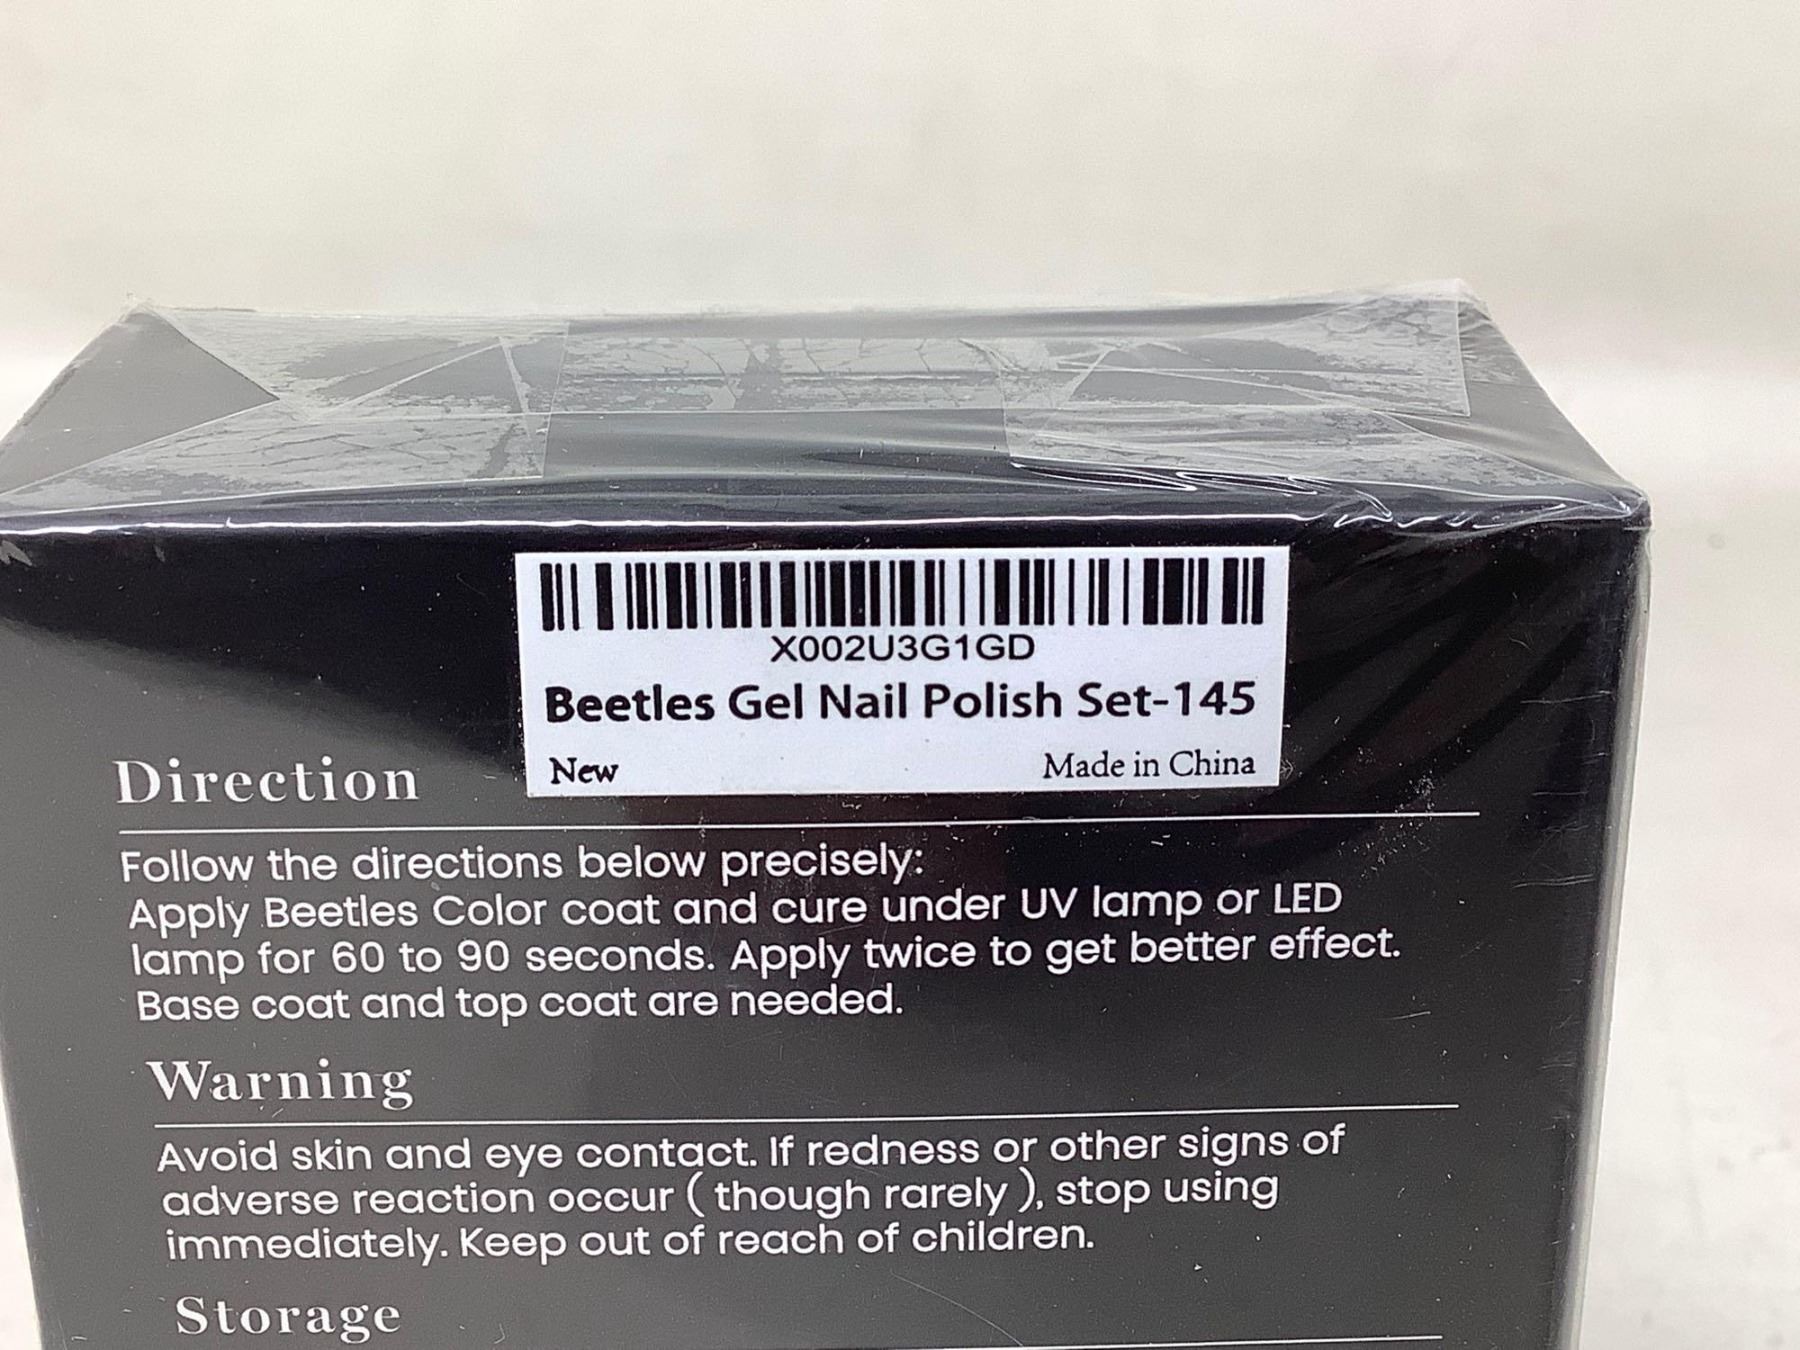 X002U3G1GD
Beetles Gel Nail Polish Set-145
New Made in China
Direction
Follow the directions below precisely:
Apply Beetles Color coat and cure under UV lamp or LED
lamp for 60 to 90 seconds. Apply twice to get better effect.
Base coat and top coat are needed.
Warning
Avoid skin and eye contact. If redness or other signs of
adverse reaction occur ( though rarely ), stop using
immediately. Keep out of reach of children.
Storage